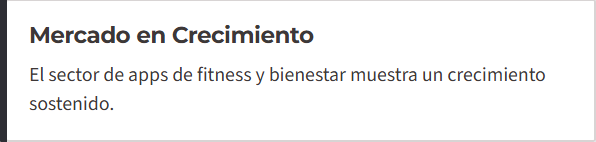 Mercado en Crecimiento
El sector de apps de fitness y bienestar muestra un crecimiento
sostenido.